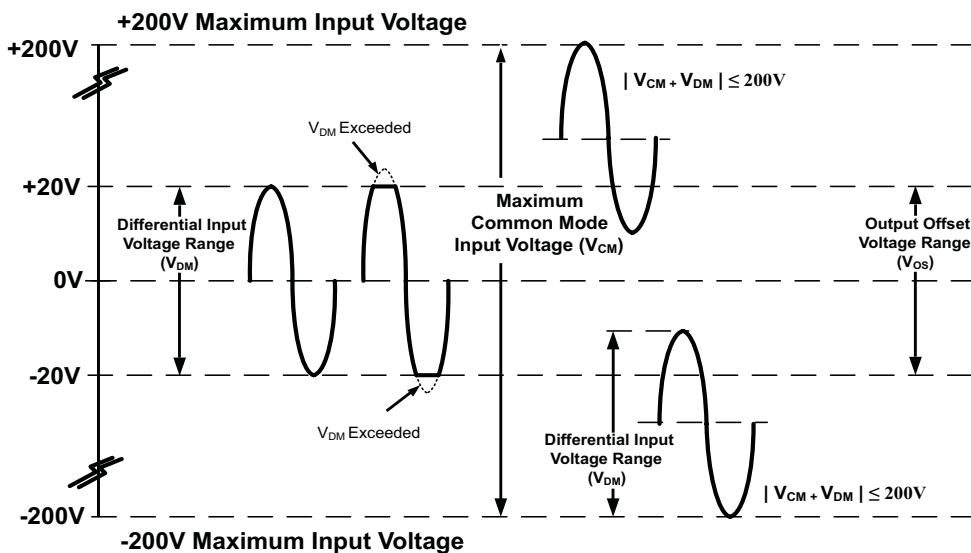 +200V Maximum Input Voltage
+200V
| VCM + VDM | ≤ 200V
VDM Exceeded
+20V
Differential Input
Voltage Range
(VDM)
Maximum
Common Mode
Input Voltage (VCM)
Output Offset
Voltage Range
(VOS)
0V
-20V
VDM Exceeded
Differential Input
Voltage Range
(VDM)
| VCM + VDM | ≤ 200V
-200V
-200V Maximum Input Voltage